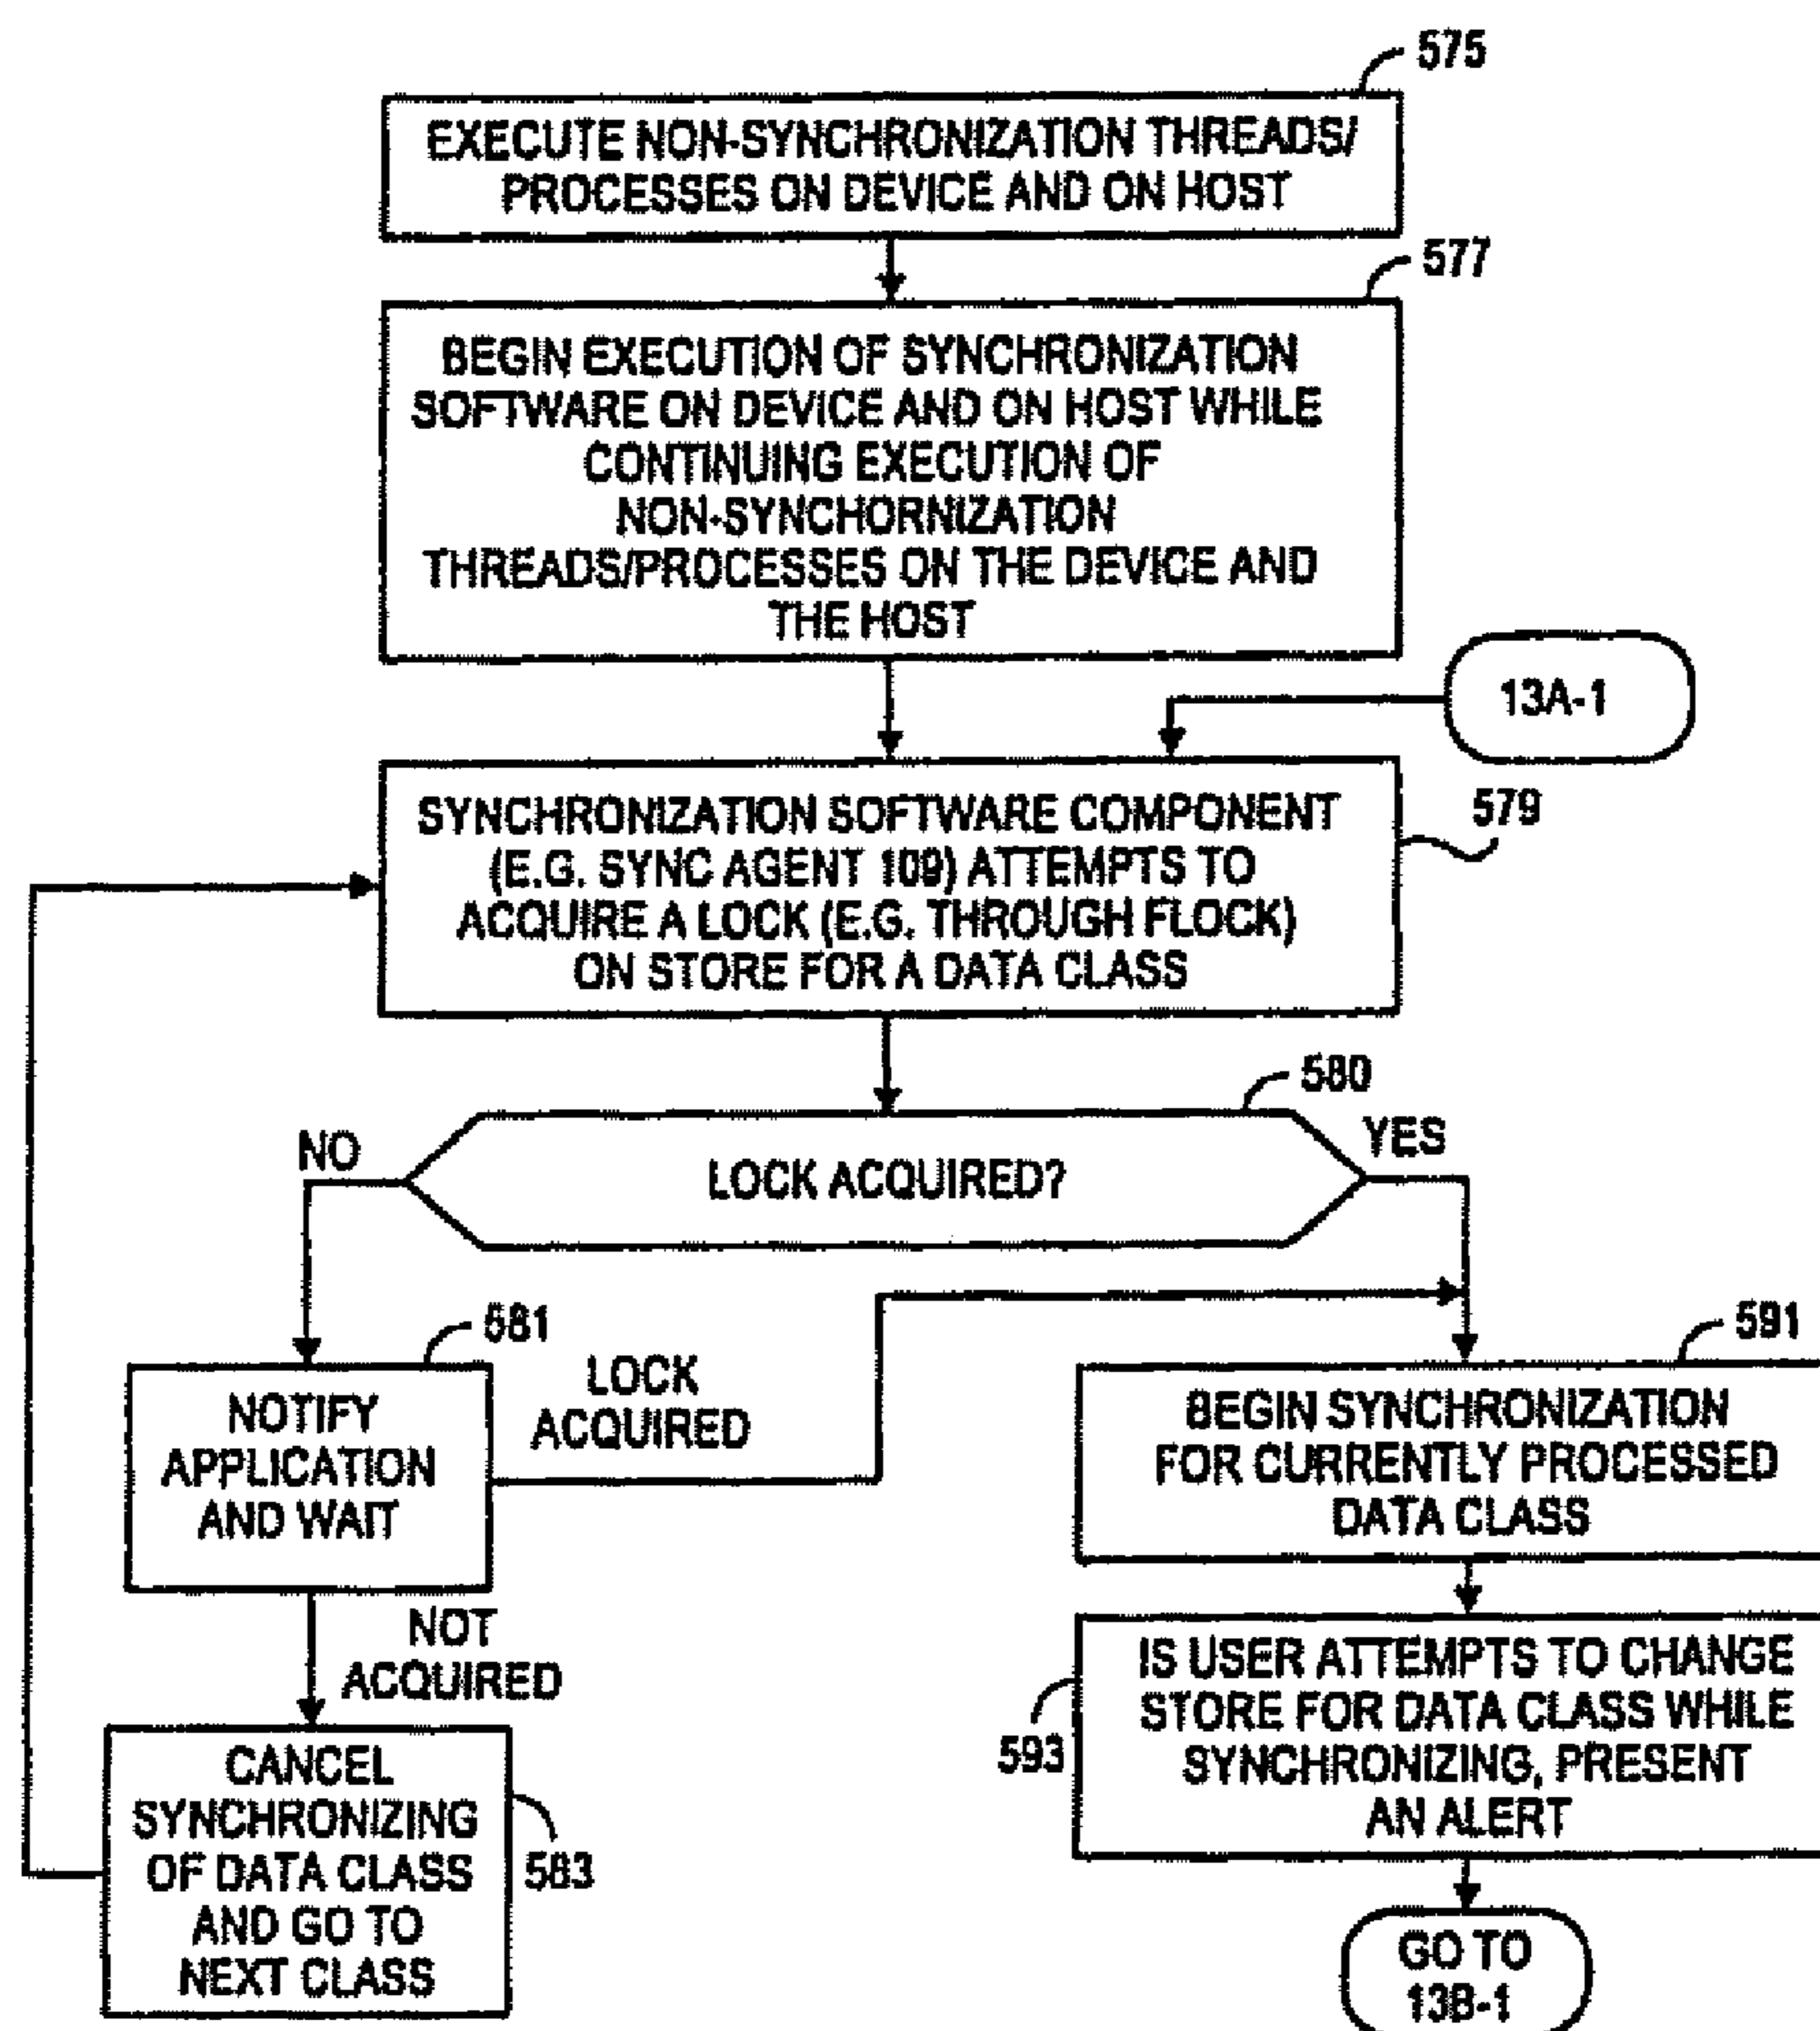 575
EXECUTE NON-SYNCHRONIZATION THREADS/
PROCESSES ON DEVICE AND ON HOST
577
BEGIN EXECUTION OF SYNCHRONIZATION
SOFTWARE ON DEVICE AND ON HOST WHILE
CONTINUING EXECUTION OF
NON-SYNCHORNIZATION
THREADS/PROCESSES ON THE DEVICE AND
THE HOST
13A-1
579
SYNCHRONIZATION SOFTWARE COMPONENT
(E.G. SYNC AGENT 109) ATTEMPTS TO
ACQUIRE A LOCK (E.G. THROUGH FLOCK)
ON STORE FOR A DATA CLASS
580
NO
LOCK ACQUIRED?
YES
581
NOTIFY
APPLICATION
AND WAIT
LOCK
ACQUIRED
591
BEGIN SYNCHRONIZATION
FOR CURRENTLY PROCESSED
DATA CLASS
NOT
ACQUIRED
583
CANCEL
SYNCHRONIZING
OF DATA CLASS
AND GO TO
NEXT CLASS
593
IS USER ATTEMPTS TO CHANGE
STORE FOR DATA CLASS WHILE
SYNCHRONIZING, PRESENT
AN ALERT
GO TO
13B-1